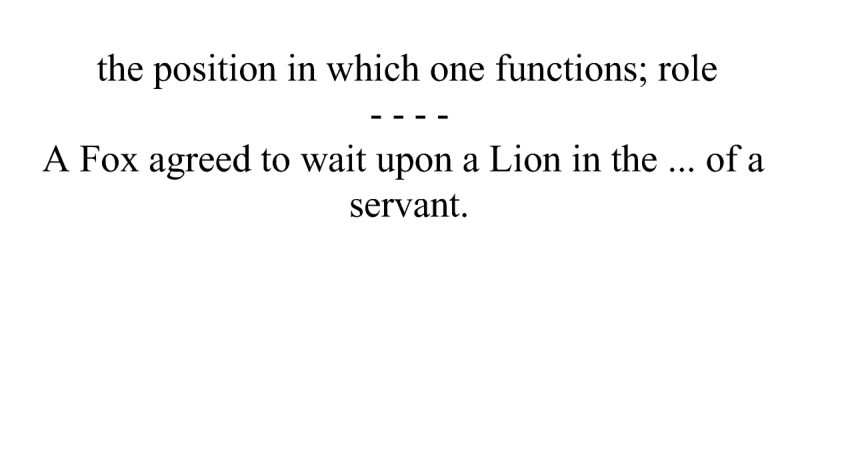 the position in which one functions; role
- - - -
A Fox agreed to wait upon a Lion in the ... of a
servant.